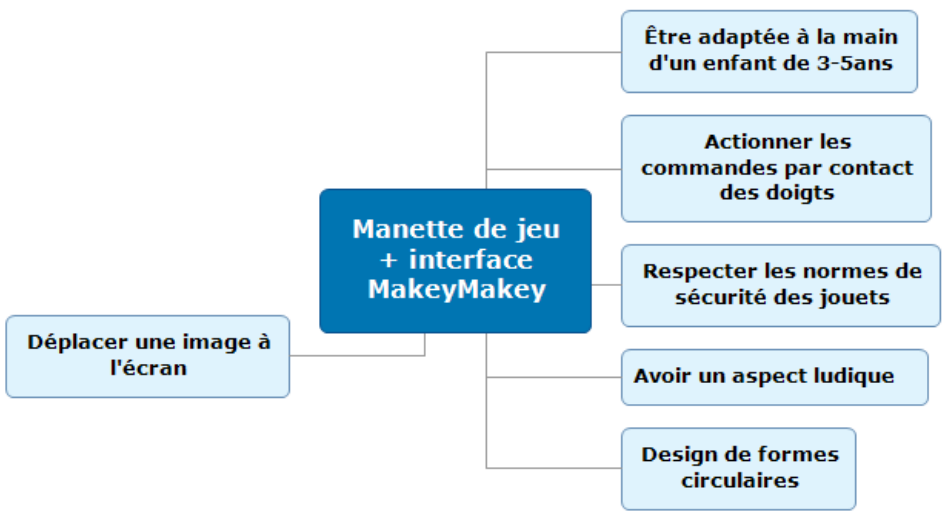 Être adaptée à la main
d'un enfant de 3-5ans
Actionner les
commandes par contact
des doigts
Manette de jeu
+ interface
MakeyMakey
Respecter les normes de
sécurité des jouets
Déplacer une image à
l'écran
Avoir un aspect ludique
Design de formes
circulaires